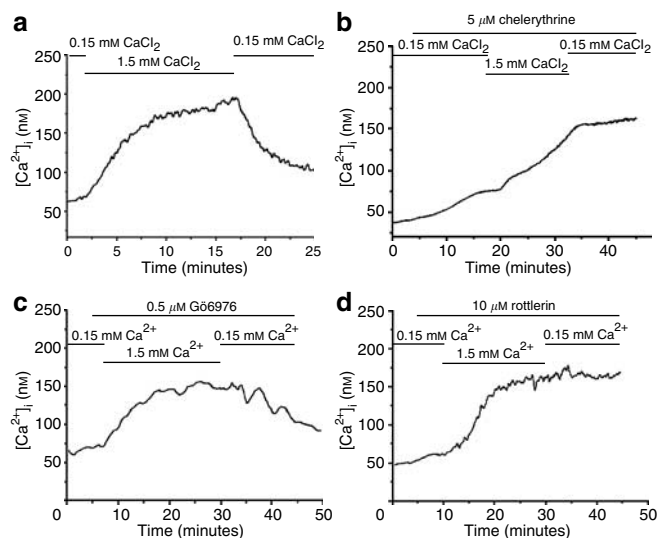 a
0.15 mM CaCl2 0.15 mM CaCl2
1.5 mM CaCl2
250
200
150
100
50
[Ca2+]i (nM)
0 5 10 15 20 25
Time (minutes)
b
5 μM chelerythrine
0.15 mM CaCl2 0.15 mM CaCl2
1.5 mM CaCl2
250
200
150
100
50
[Ca2+]i (nM)
0 10 20 30 40 50
Time (minutes)
c
0.5 μM Gö6976
0.15 mM Ca2+ 0.15 mM Ca2+
1.5 mM Ca2+
250
200
150
100
50
[Ca2+]i (nM)
0 10 20 30 40 50
Time (minutes)
d
10 μM rottlerin
0.15 mM Ca2+ 0.15 mM Ca2+
1.5 mM Ca2+
250
200
150
100
50
[Ca2+]i (nM)
0 10 20 30 40 50
Time (minutes)